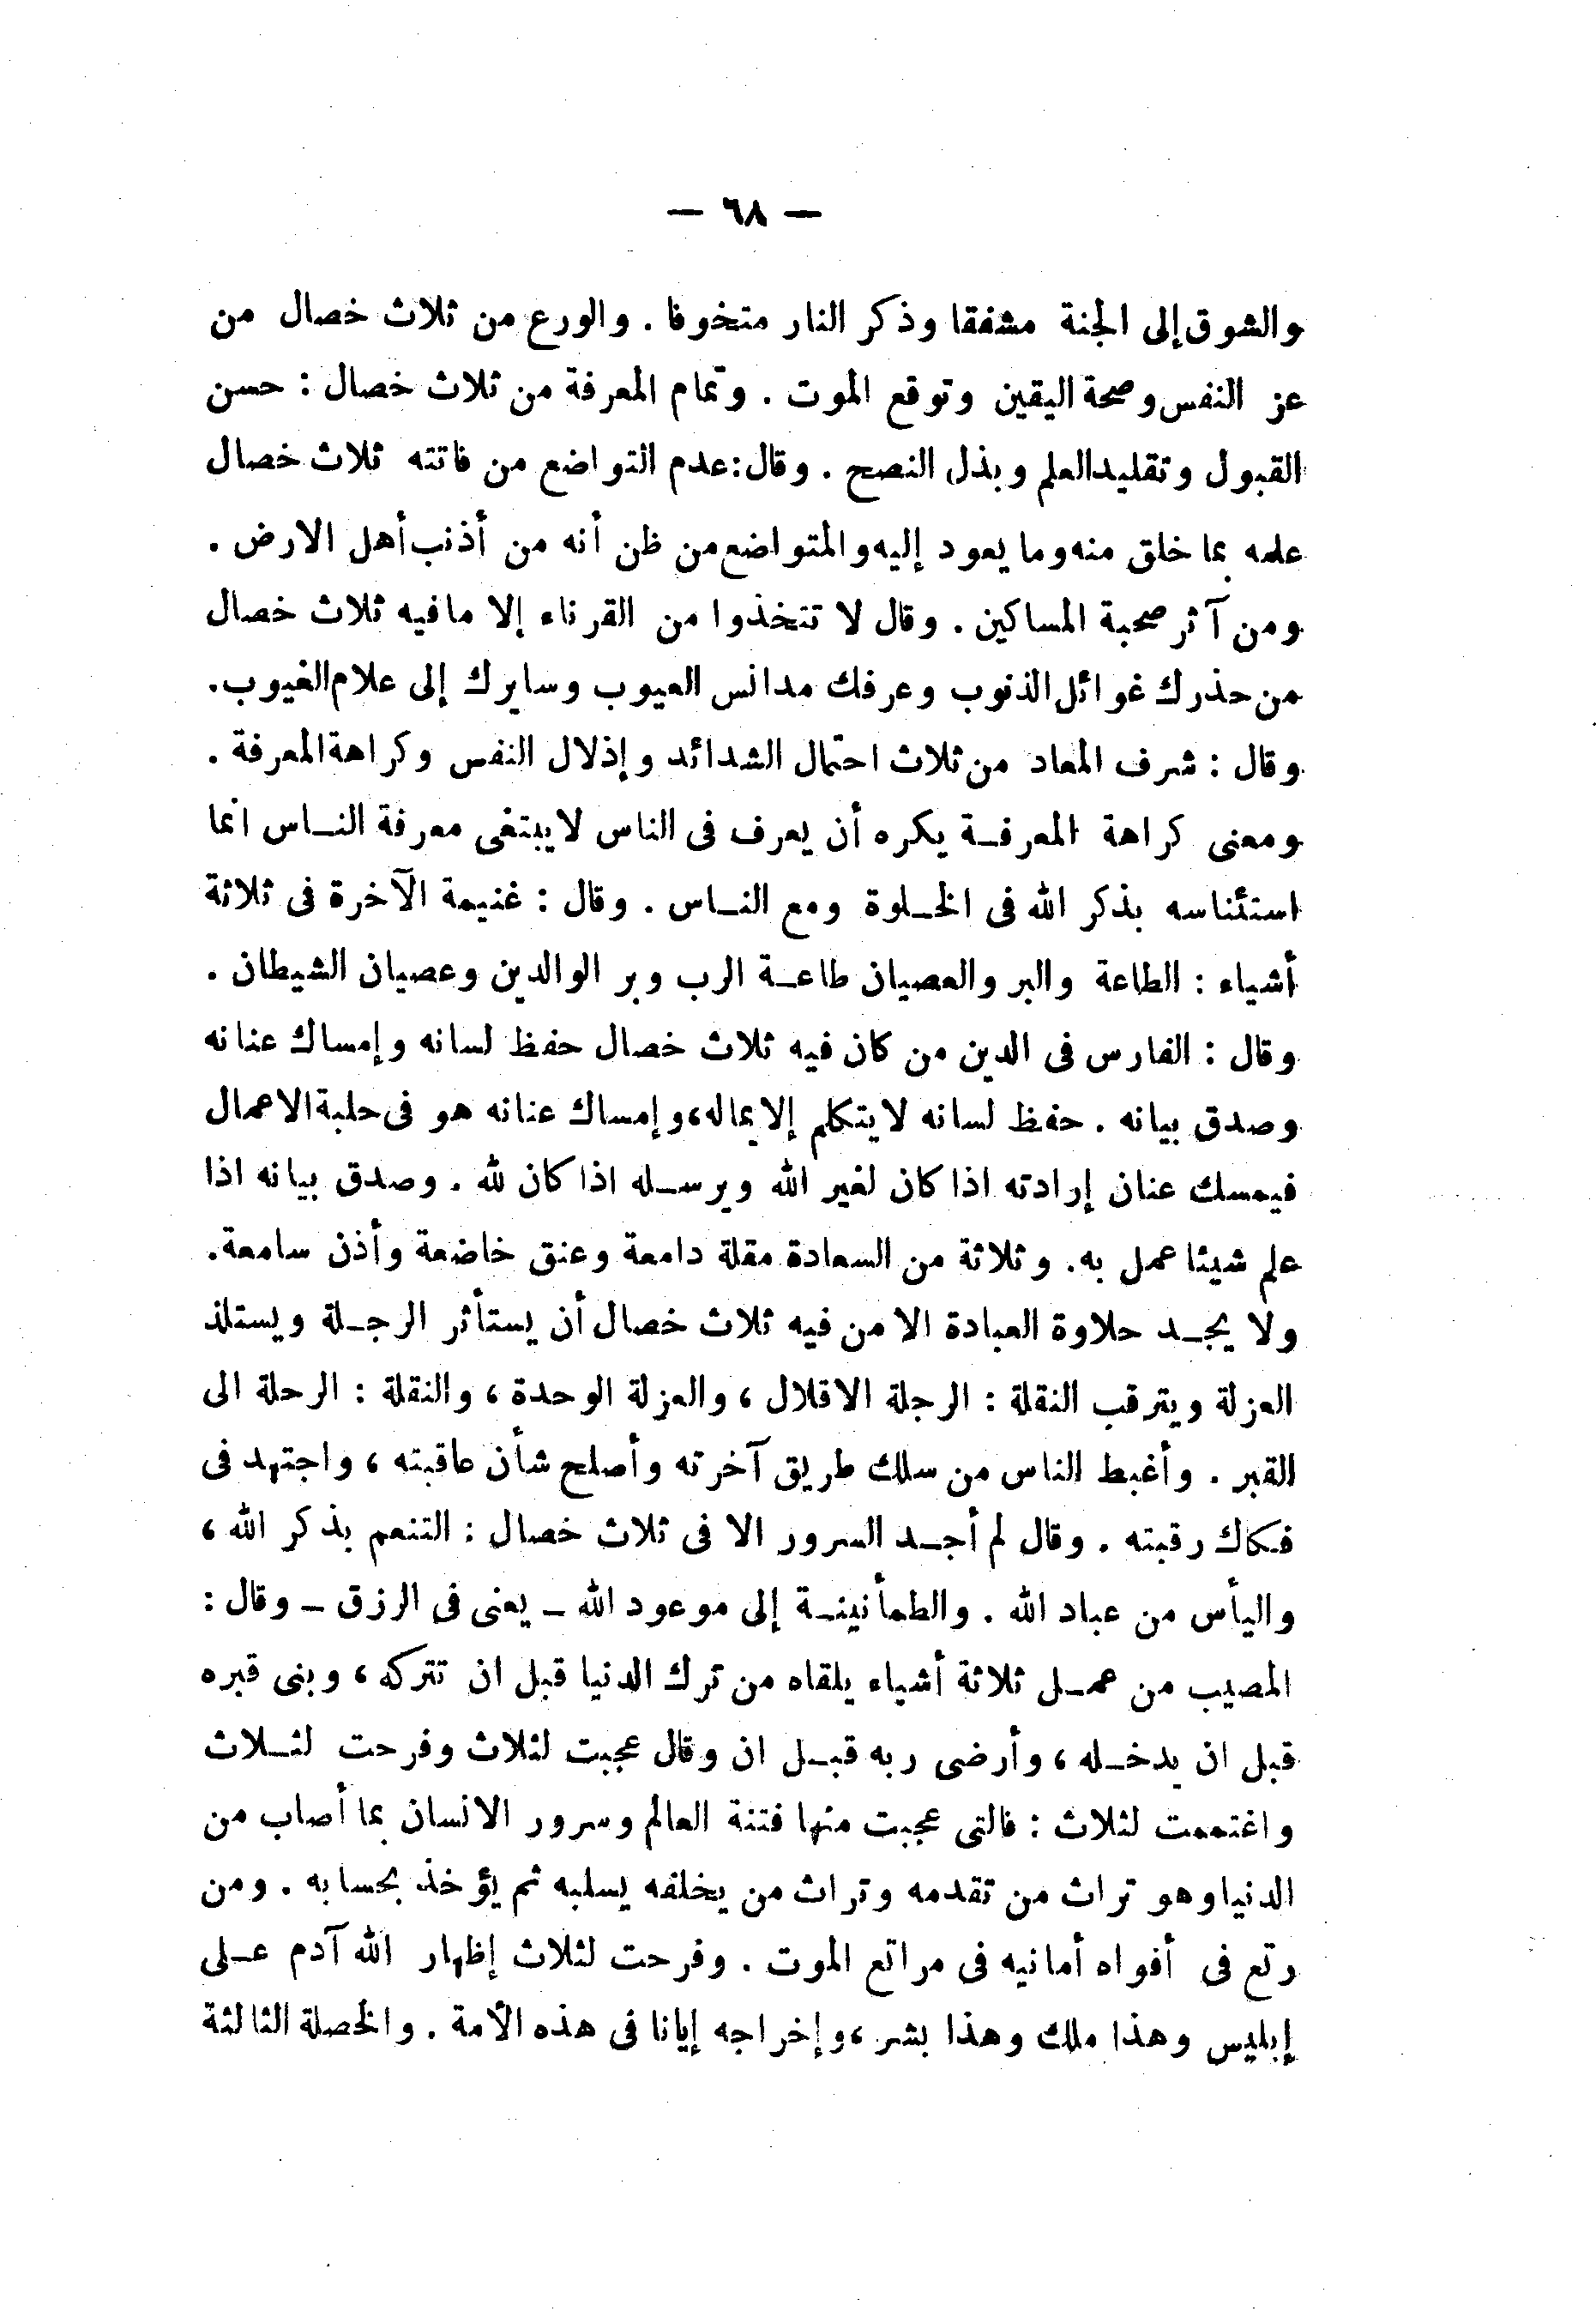 — ٦٨ —
والشوق إلى الجنة مشفقا وذكر النار متخوفا . والورع من ثلاث خصال من
عز النفس وصحة اليقين وتوقع الموت . وتمام المعرفة من ثلاث خصال : حسن
القبول وتقليد العلم وبذل النصح . وقال : عدم التواضع من فاتته ثلاث خصال
علمه بما خلق منه وما يعود إليه والمتواضع من ظن أنه من أذنب أهل الارض .
ومن آثر صحبة المساكين . وقال لا تتخذوا من القرناء إلا مافيه ثلاث خصال
من حذرك غوائل الذنوب وعرفك مدانس العيوب وسايرك إلى علام الغيوب.
وقال : شرف المعاد من ثلاث احتمال الشدائد وإذلال النفس وكراهة المعرفة .
ومعنى كراهة المعرفة يكره أن يعرف فى الناس لايبتغى معرفة الناس انما
استئناسه بذكر الله فى الخلوة ومع الناس . وقال : غنيمة الآخرة فى ثلاثة
أشياء : الطاعة والبر والعصيان طاعة الرب وبر الوالدين وعصيان الشيطان .
وقال : الفارس فى الدين من كان فيه ثلاث خصال حفظ لسانه وإمساك عنانه
وصدق بيانه . حفظ لسانه لايتكلم إلا بماله، وإمساك عنانه هو فى حلبة الاعمال
فيمسك عنان إرادته اذا كان لغير الله ويرسله اذا كان لله . وصدق بيانه اذا
علم شيئا عمل به. وثلاثة من السعادة مقلة دامعة وعنق خاضعة وأذن سامعة.
ولا يجد حلاوة العبادة الا من فيه ثلاث خصال أن يستأثر الرجلة ويستلذ
العزلة ويترقب النقلة : الرجلة الاقلال ، والعزلة الوحدة ، والنقلة : الرحلة الى
القبر . وأغبط الناس من سلك طريق آخرته وأصلح شأن عاقبته ، واجتهد فى
فكاك رقبته . وقال لم أجد السرور الا فى ثلاث خصال : التنعم بذكر الله ،
واليأس من عباد الله . والطمأنينة إلى موعود الله ـ يعنى فى الرزق ـ وقال :
المصيب من عمل ثلاثة أشياء يلقاه من ترك الدنيا قبل ان تتركه ، وبنى قبره
قبل ان يدخله ، وأرضى ربه قبل ان وقال عجبت لثلاث وفرحت لثلاث
واغتممت لثلاث : فالتى عجبت منها فتنة العالم وسرور الانسان بما أصاب من
الدنيا وهو تراث من تقدمه وتراث من يخلفه يسلبه ثم يؤخذ بحسابه . ومن
رتع فى أفواه أمانيه فى مراتع الموت . وفرحت لثلاث إظهار الله آدم على
إبليس وهذا ملك وهذا بشر ، وإخراجه إيانا فى هذه الأمة . والخصلة الثالثة